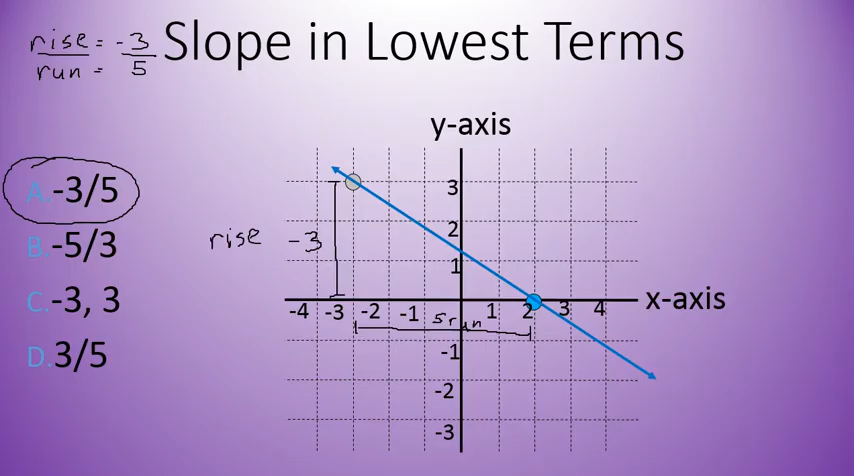 rise = -3
run = 5
Slope in Lowest Terms
y-axis
A. -3/5
B. -5/3
C. -3, 3
D. 3/5
rise -3
3
2
1
-4 -3 -2 -1 1 2 3 4
x-axis
5 run
-1
-2
-3